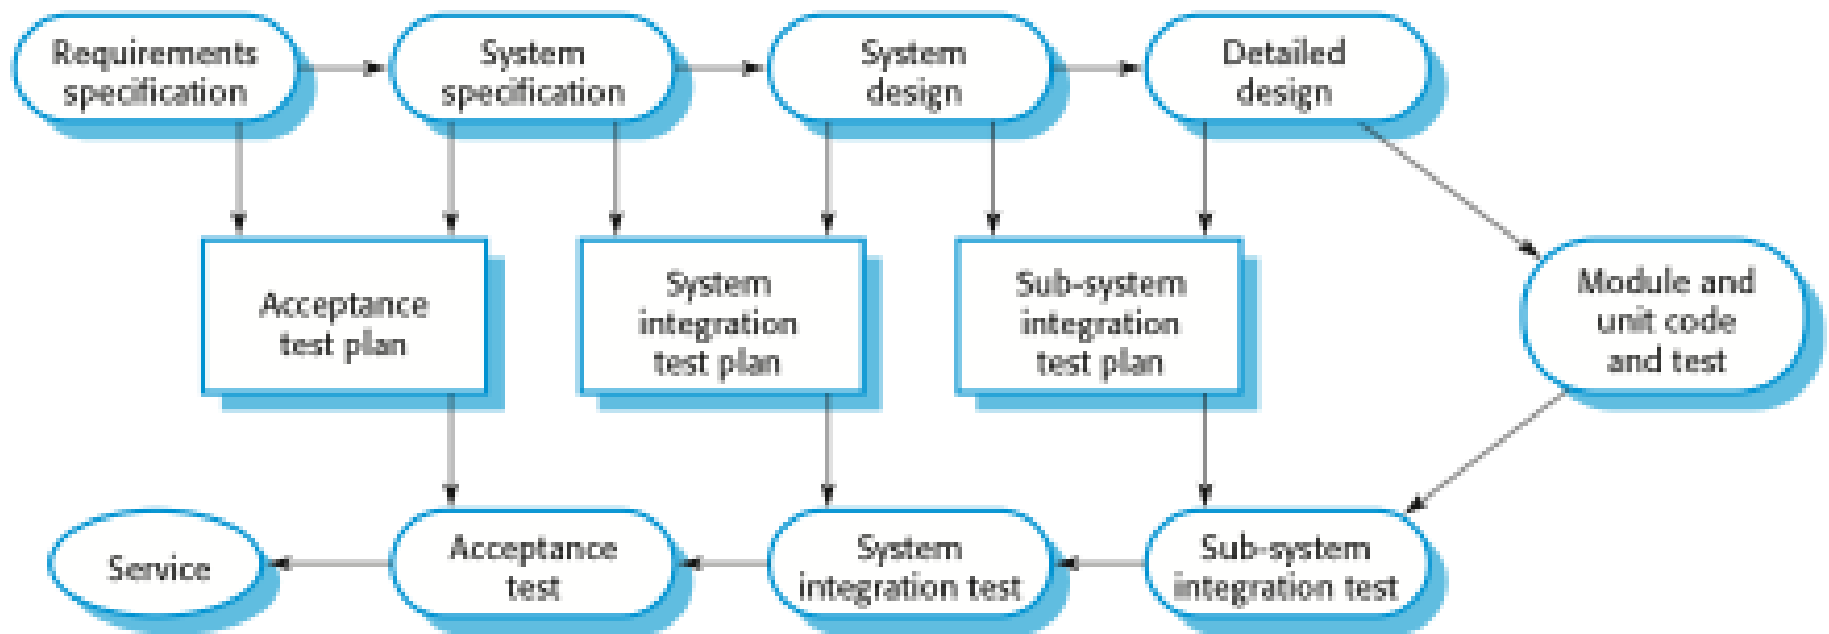 Requirements
specification
System
specification
System
design
Detailed
design
Acceptance
test plan
System
integration
test plan
Sub-system
integration
test plan
Module and
unit code
and test
Service
Acceptance
test
System
integration test
Sub-system
integration test